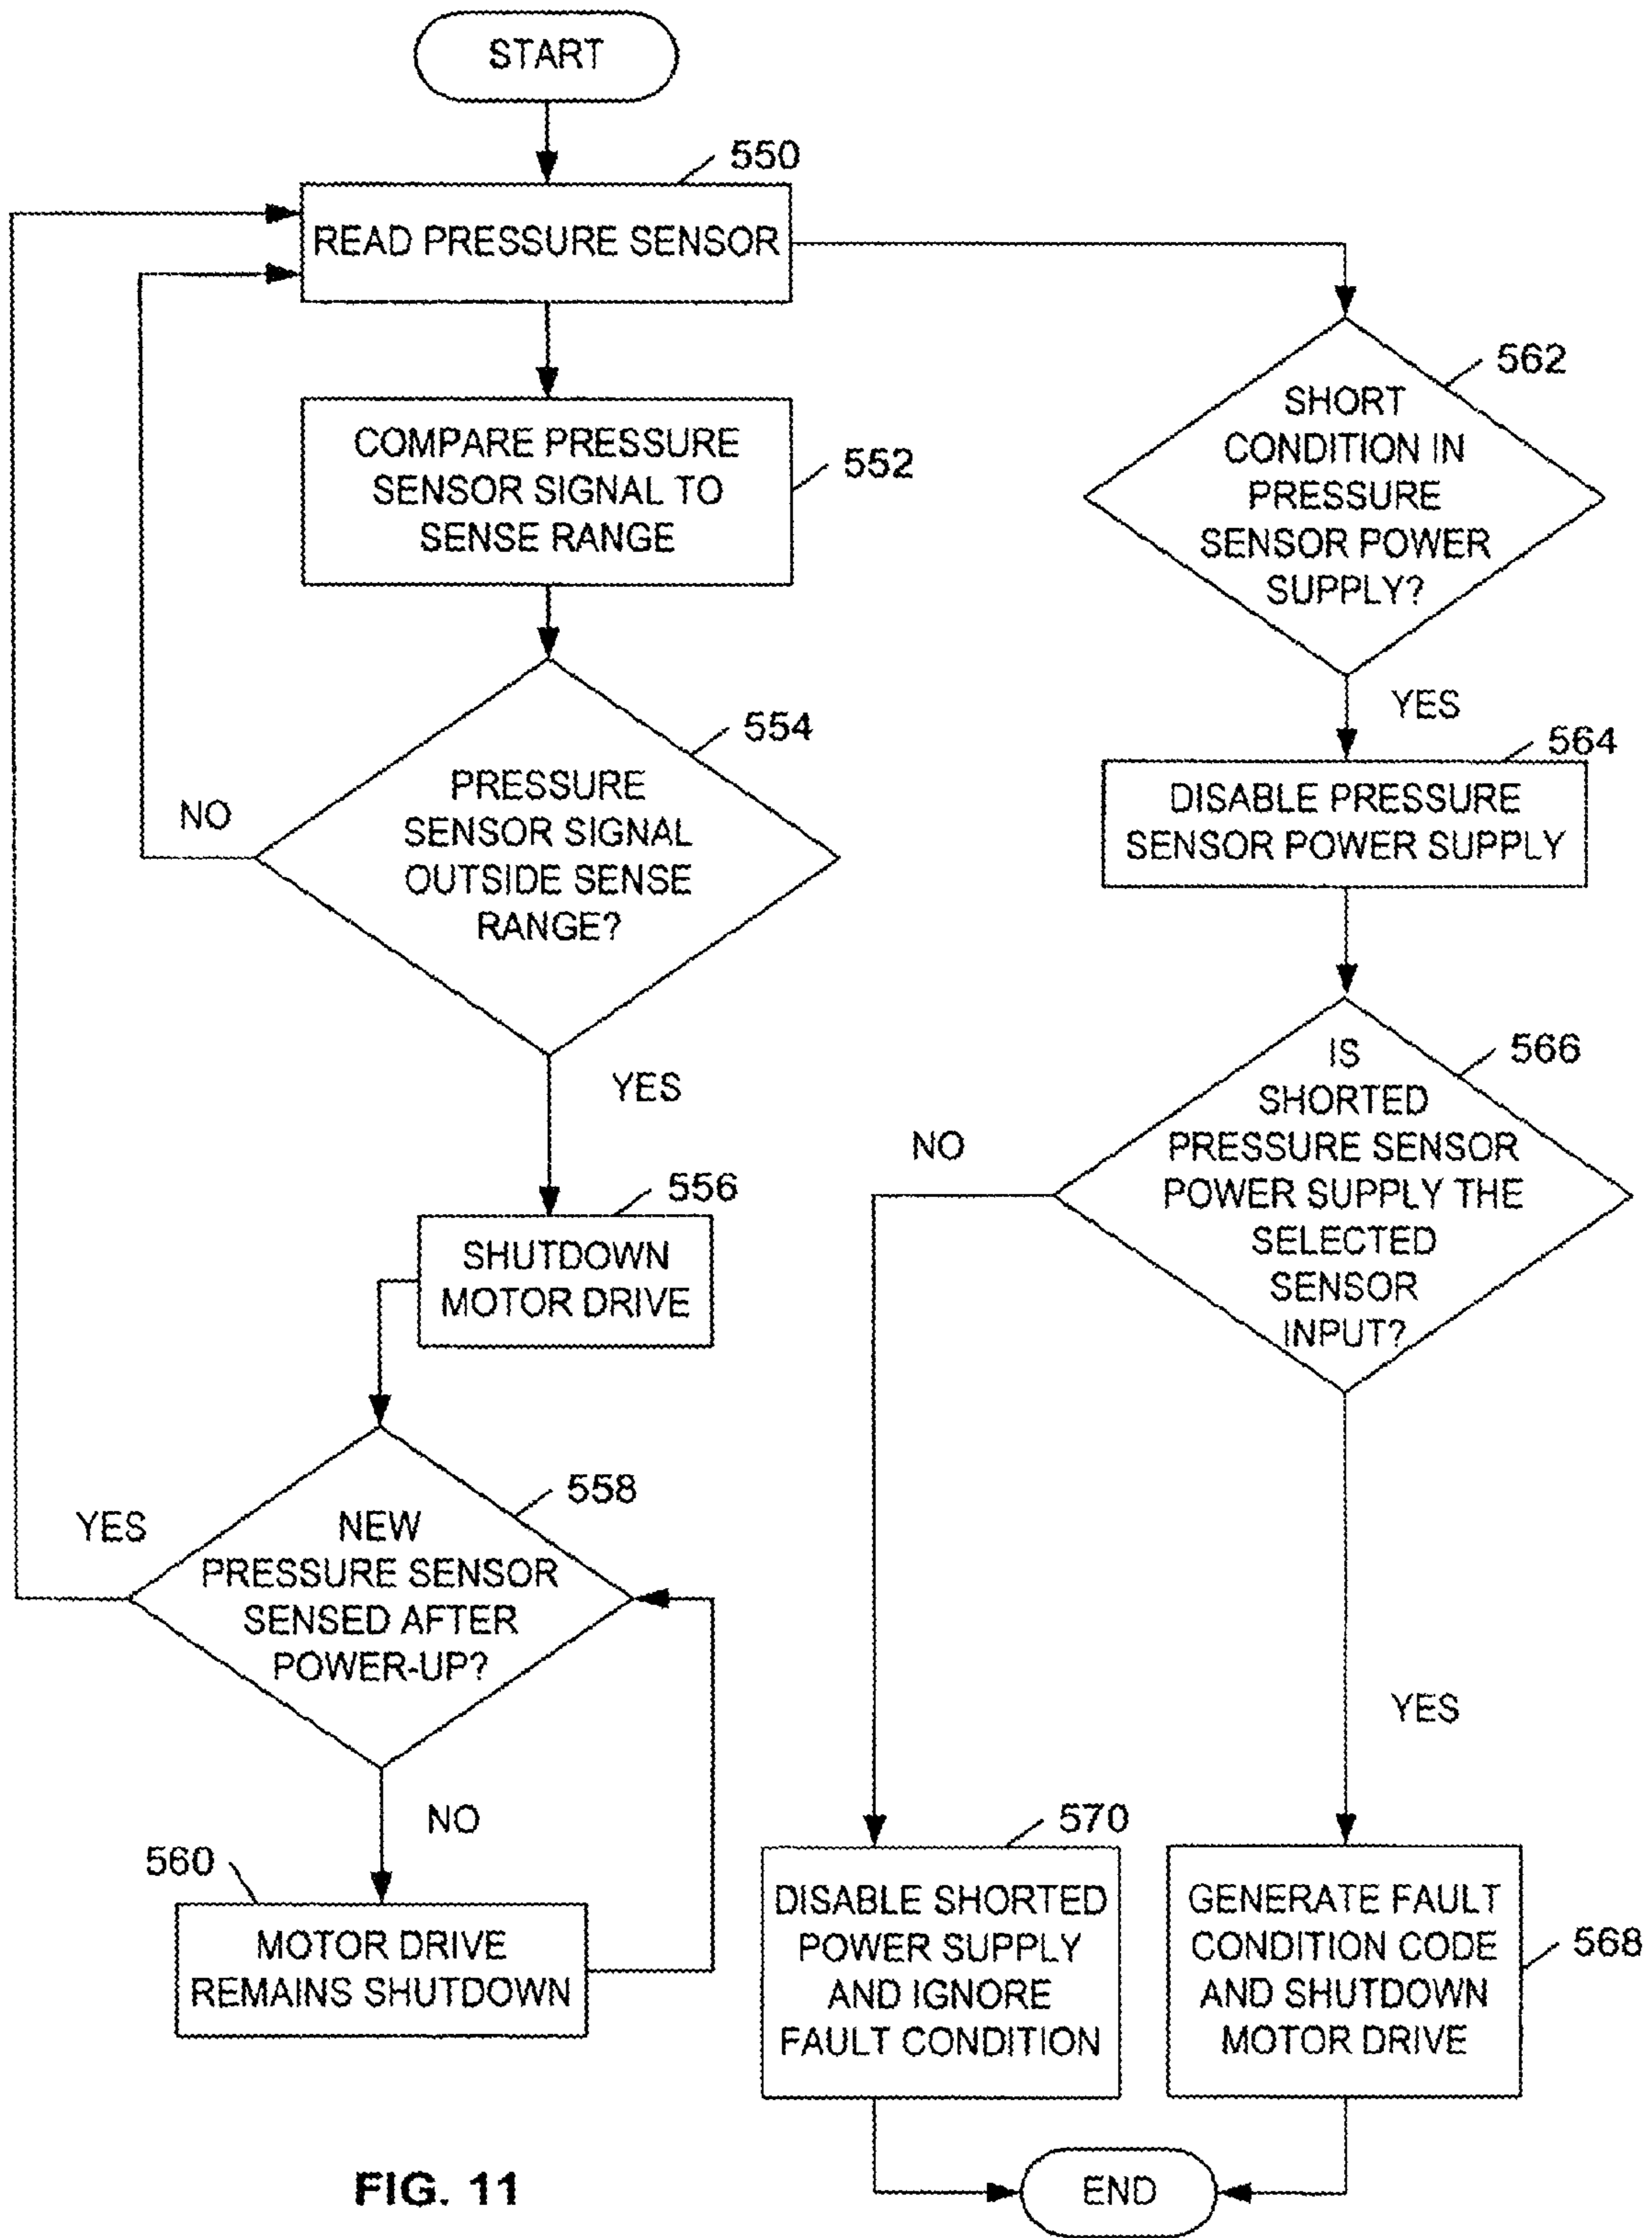 START
550
READ PRESSURE SENSOR
552
COMPARE PRESSURE
SENSOR SIGNAL TO
SENSE RANGE
554
PRESSURE
SENSOR SIGNAL
OUTSIDE SENSE
RANGE?
NO
YES
556
SHUTDOWN
MOTOR DRIVE
558
NEW
PRESSURE SENSOR
SENSED AFTER
POWER-UP?
YES
NO
560
MOTOR DRIVE
REMAINS SHUTDOWN
562
SHORT
CONDITION IN
PRESSURE
SENSOR POWER
SUPPLY?
YES
564
DISABLE PRESSURE
SENSOR POWER SUPPLY
566
IS
SHORTED
PRESSURE SENSOR
POWER SUPPLY THE
SELECTED
SENSOR
INPUT?
NO
YES
570
DISABLE SHORTED
POWER SUPPLY
AND IGNORE
FAULT CONDITION
568
GENERATE FAULT
CONDITION CODE
AND SHUTDOWN
MOTOR DRIVE
END
FIG. 11